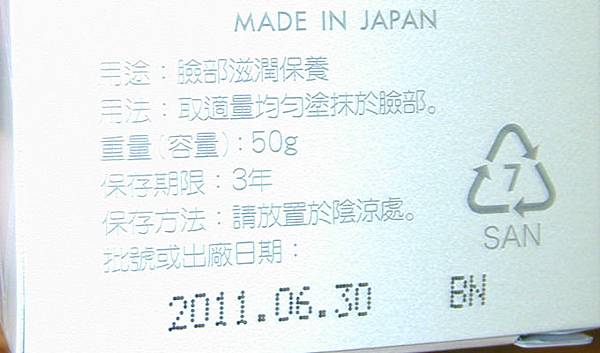 MADE IN JAPAN
用途：臉部滋潤保養
用法：取適量均勻塗抹於臉部。
重量(容量)：50g
保存期限：3年
保存方法：請放置於陰涼處。
批號或出廠日期：
7
SAN
2011.06.30 BN